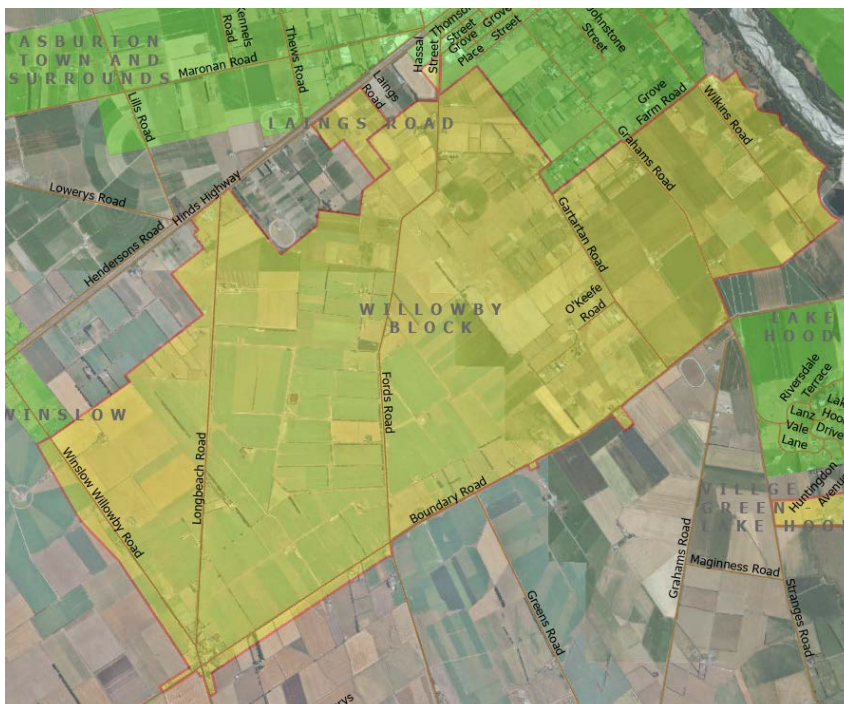 Kennels
Road
Thomson
Street
Grove
Place
Grove
Street
Johnstone
Street
Hassal
Street
ASBURTON
TOWN AND
SURROUNDS
Maronan Road
Thews Road
Lills Road
Laings
Road
Grove
Farm Road
Wilkins Road
LAINGS ROAD
Grahams Road
Lowerys Road
Hinds Highway
Hendersons Road
Gartartan Road
WILLOWBY
BLOCK
O'Keefe
Road
LAKE
HOOD
Riversdale
Terrace
Lake
Hood
Drive
Lanz
Vale
Lane
Fords Road
WINSLOW
Longbeach Road
Winslow Willowby Road
Boundary Road
VILLGE
GREEN -
LAKE HOOD
Huntingdon
Avenue
Grahams Road
Maginness Road
Stranges Road
Greens Road